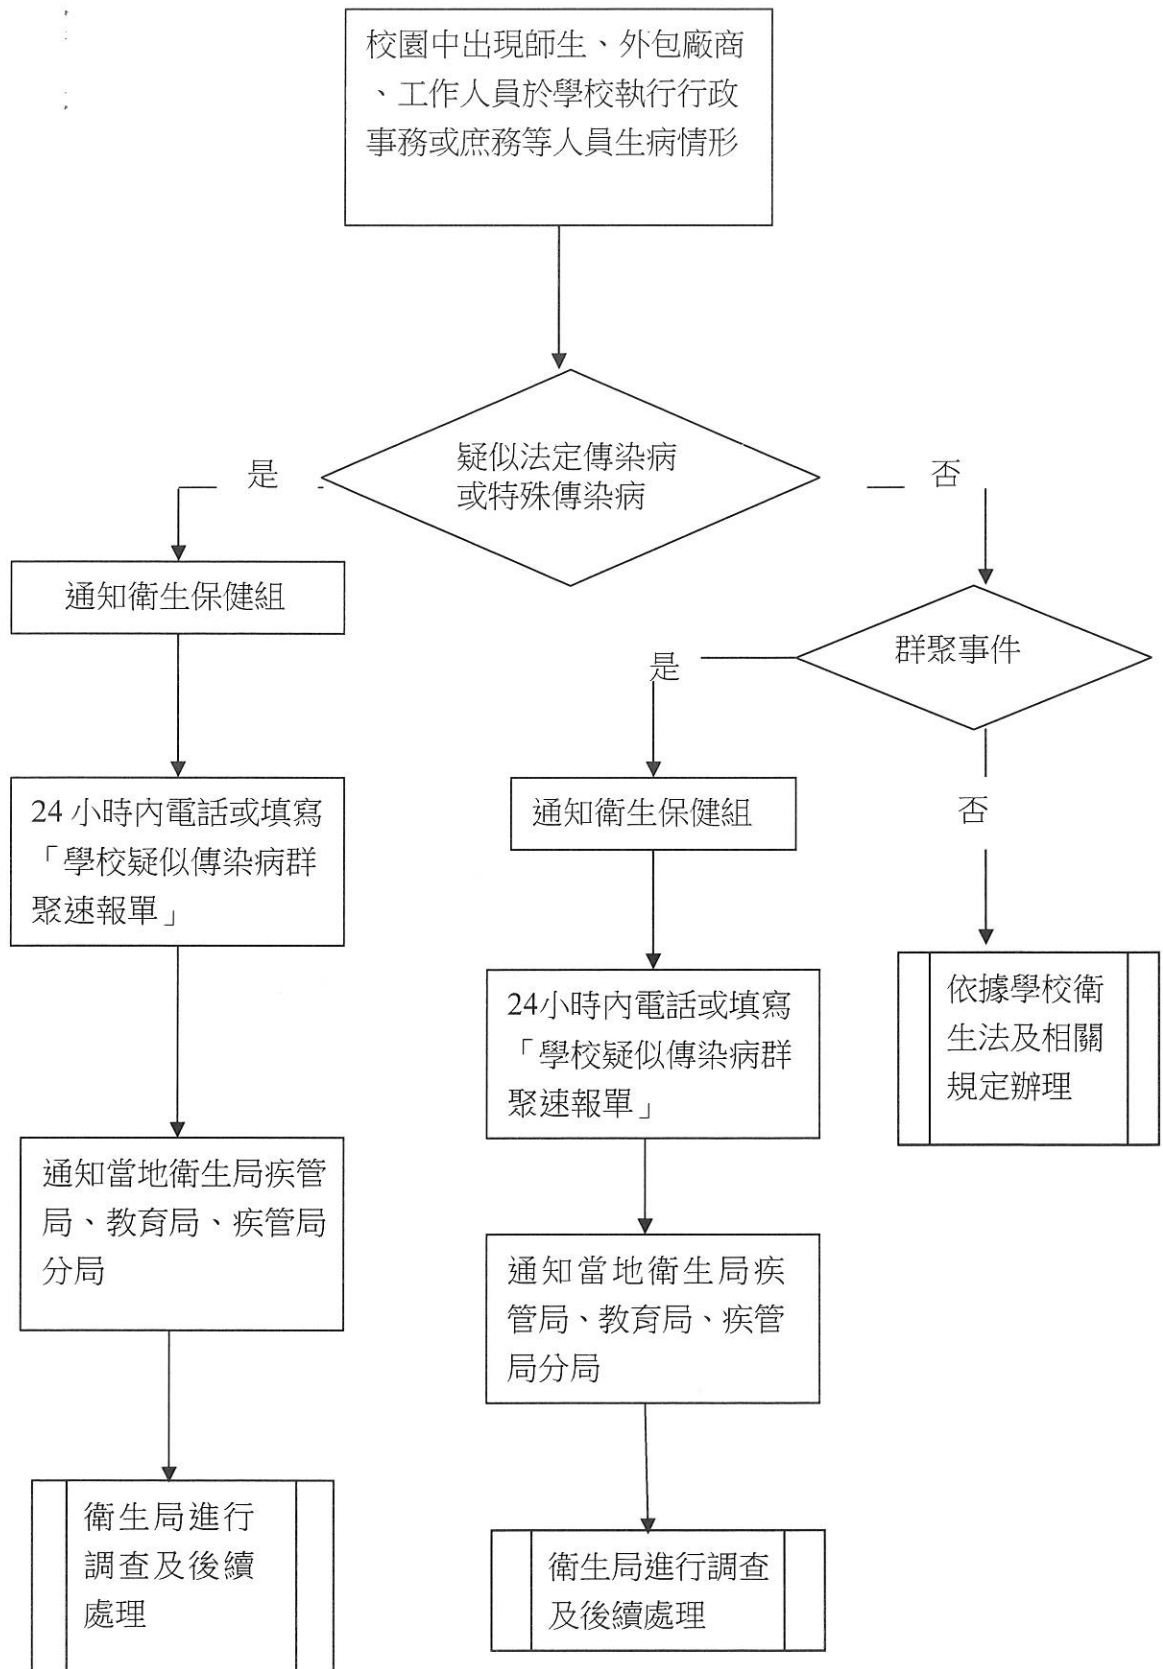 校園中出現師生、外包廠商
、工作人員於學校執行行政
事務或庶務等人員生病情形
疑似法定傳染病
或特殊傳染病
是
否
通知衛生保健組
群聚事件
是
否
24 小時內電話或填寫
「學校疑似傳染病群
聚速報單」
通知衛生保健組
24小時內電話或填寫
「學校疑似傳染病群
聚速報單」
依據學校衛
生法及相關
規定辦理
通知當地衛生局疾管
局、教育局、疾管局
分局
通知當地衛生局疾
管局、教育局、疾管
局分局
衛生局進行
調查及後續
處理
衛生局進行調查
及後續處理